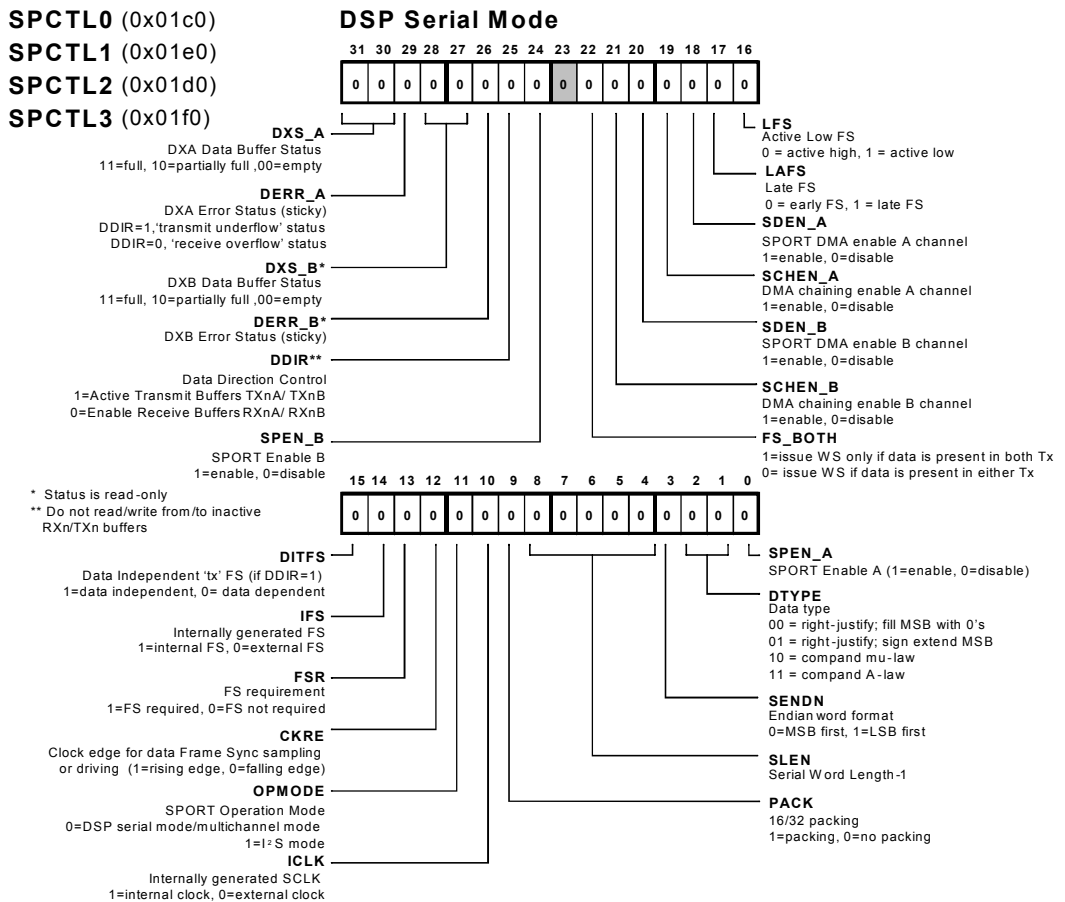 SPCTL0 (0x01c0)
SPCTL1 (0x01e0)
SPCTL2 (0x01d0)
SPCTL3 (0x01f0)
DSP Serial Mode
31 30 29 28 27 26 25 24 23 22 21 20 19 18 17 16
0 0 0 0 0 0 0 0 0 0 0 0 0 0 0 0
DXS_A
DXA Data Buffer Status
11=full, 10=partially full ,00=empty
DERR_A
DXA Error Status (sticky)
DDIR=1,‘transmit underflow’ status
DDIR=0, ‘receive overflow’ status
DXS_B*
DXB Data Buffer Status
11=full, 10=partially full ,00=empty
DERR_B*
DXB Error Status (sticky)
DDIR**
Data Direction Control
1=Active Transmit Buffers TXnA/ TXnB
0=Enable Receive Buffers RXnA/ RXnB
SPEN_B
SPORT Enable B
1=enable, 0=disable
LFS
Active Low FS
0 = active high, 1 = active low
LAFS
Late FS
0 = early FS, 1 = late FS
SDEN_A
SPORT DMA enable A channel
1=enable, 0=disable
SCHEN_A
DMA chaining enable A channel
1=enable, 0=disable
SDEN_B
SPORT DMA enable B channel
1=enable, 0=disable
SCHEN_B
DMA chaining enable B channel
1=enable, 0=disable
FS_BOTH
1=issue WS only if data is present in both Tx
0= issue WS if data is present in either Tx
* Status is read-only
** Do not read/write from/to inactive
RXn/TXn buffers
15 14 13 12 11 10 9 8 7 6 5 4 3 2 1 0
0 0 0 0 0 0 0 0 0 0 0 0 0 0 0 0
DITFS
Data Independent ‘tx’ FS (if DDIR=1)
1=data independent, 0= data dependent
IFS
Internally generated FS
1=internal FS, 0=external FS
FSR
FS requirement
1=FS required, 0=FS not required
CKRE
Clock edge for data Frame Sync sampling
or driving (1=rising edge, 0=falling edge)
OPMODE
SPORT Operation Mode
0=DSP serial mode/multichannel mode
1=I²S mode
ICLK
Internally generated SCLK
1=internal clock, 0=external clock
SPEN_A
SPORT Enable A (1=enable, 0=disable)
DTYPE
Data type
00 = right-justify; fill MSB with 0’s
01 = right-justify; sign extend MSB
10 = compand mu-law
11 = compand A-law
SENDN
Endian word format
0=MSB first, 1=LSB first
SLEN
Serial Word Length-1
PACK
16/32 packing
1=packing, 0=no packing